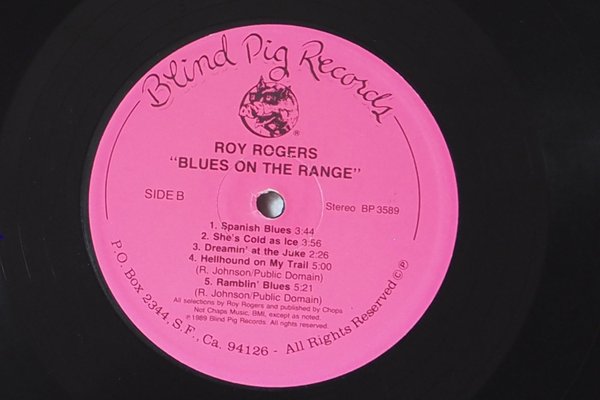 Blind Pig Records
®
ROY ROGERS
"BLUES ON THE RANGE"
SIDE B
Stereo BP 3589
1. Spanish Blues 3:44
2. She's Cold as Ice 3:56
3. Dreamin' at the Juke 2:26
4. Hellhound on My Trail 5:00
(R. Johnson/Public Domain)
5. Ramblin' Blues 5:21
(R. Johnson/Public Domain)
All selections by Roy Rogers and published by Chops
Not Chaps Music, BMI, except as noted.
℗1989 Blind Pig Records. All rights reserved.
P.O. Box 2344, S.F., Ca. 94126 - All Rights Reserved ©℗